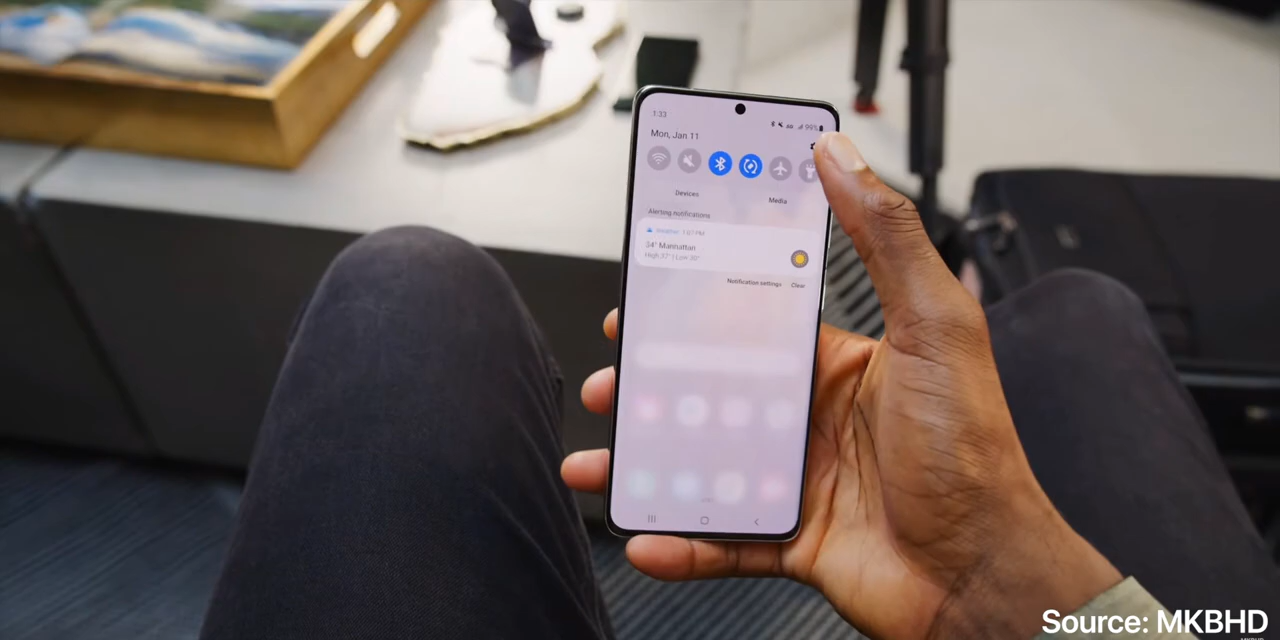 1:33
99%
Mon, Jan 11
Devices
Media
Alerting notifications
Weather 1:07 PM
34° Manhattan
High 37° | Low 30°
Notification settings Clear
Source: MKBHD